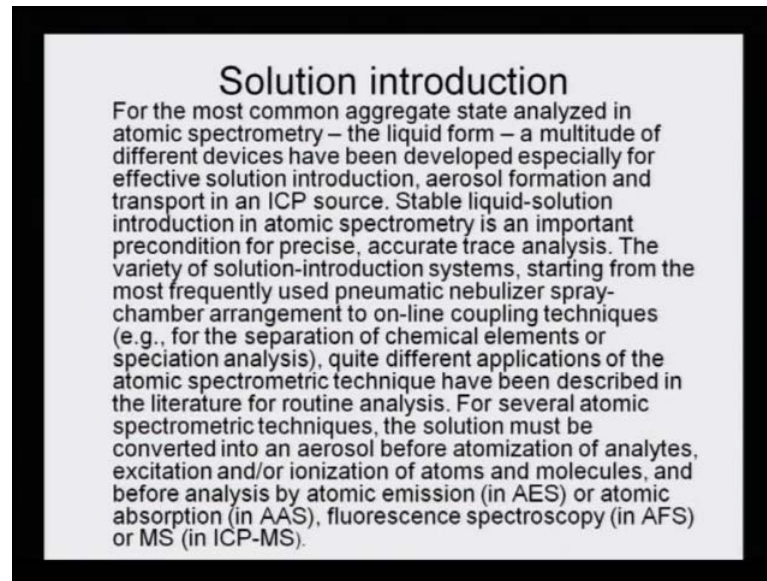 Solution introduction
For the most common aggregate state analyzed in
atomic spectrometry – the liquid form – a multitude of
different devices have been developed especially for
effective solution introduction, aerosol formation and
transport in an ICP source. Stable liquid-solution
introduction in atomic spectrometry is an important
precondition for precise, accurate trace analysis. The
variety of solution-introduction systems, starting from the
most frequently used pneumatic nebulizer spray-
chamber arrangement to on-line coupling techniques
(e.g., for the separation of chemical elements or
speciation analysis), quite different applications of the
atomic spectrometric technique have been described in
the literature for routine analysis. For several atomic
spectrometric techniques, the solution must be
converted into an aerosol before atomization of analytes,
excitation and/or ionization of atoms and molecules, and
before analysis by atomic emission (in AES) or atomic
absorption (in AAS), fluorescence spectroscopy (in AFS)
or MS (in ICP-MS).